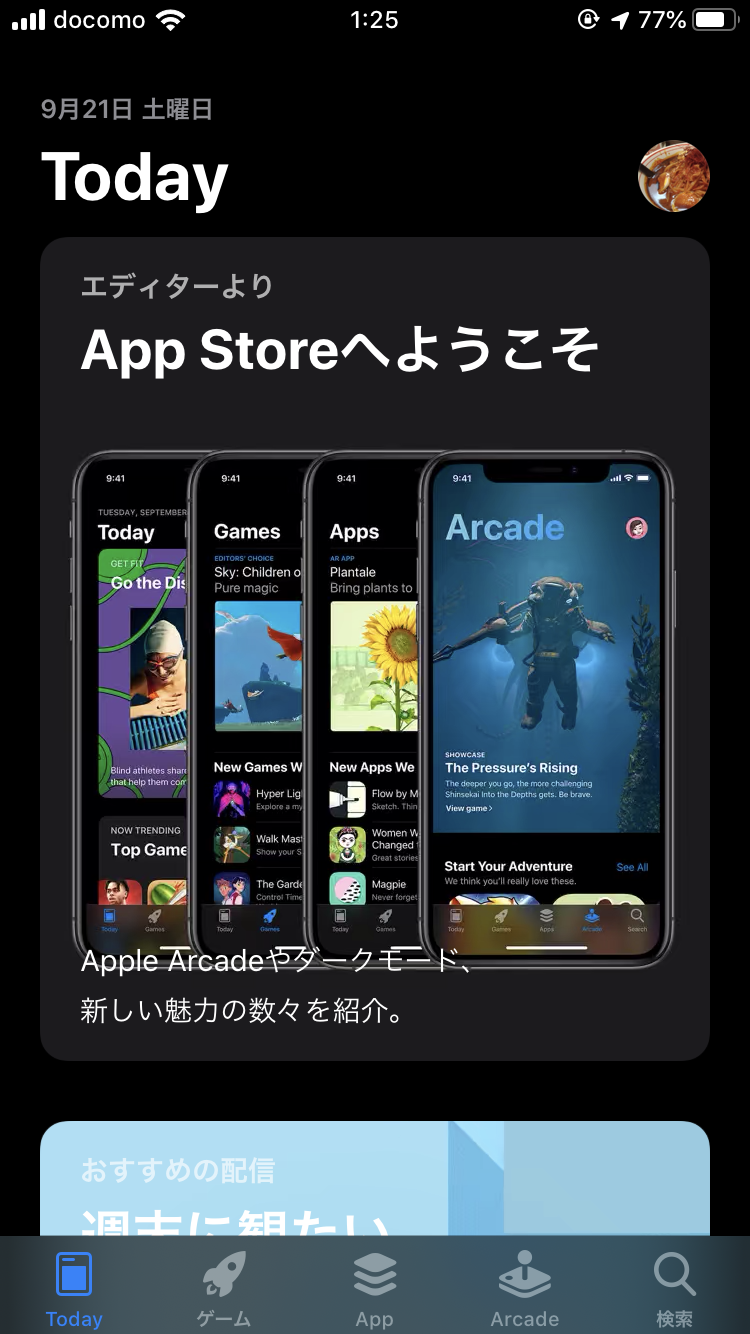 docomo 1:25 77%
9月21日 土曜日
Today
エディターより
App Storeへようこそ
9:41
TUESDAY, SEPTEMBER
Today
GET FIT
Go the Dis
Blind athletes share
that help them com
NOW TRENDING
Top Game
Today Games
9:41
Games
EDITORS' CHOICE
Sky: Children o
Pure magic
New Games W
Hyper Lig
Explore a my
Walk Mas
Show your S
The Garde
Control Time
Today Games
9:41
Apps
AR APP
Plantale
Bring plants to
New Apps We
Flow by M
Sketch. Thin
Women W
Changed
Great stories
Magpie
Never forget
Today Games
9:41
Arcade
SHOWCASE
The Pressure's Rising
The deeper you go, the more challenging
Shinsekai Into the Depths gets. Be brave.
View game>
Start Your Adventure See All
We think you'll really love these.
Today Games Apps Arcade Search
Apple Arcadeやダークモード、
新しい魅力の数々を紹介。
おすすめの配信
週末に観たい
Today ゲーム App Arcade 検索